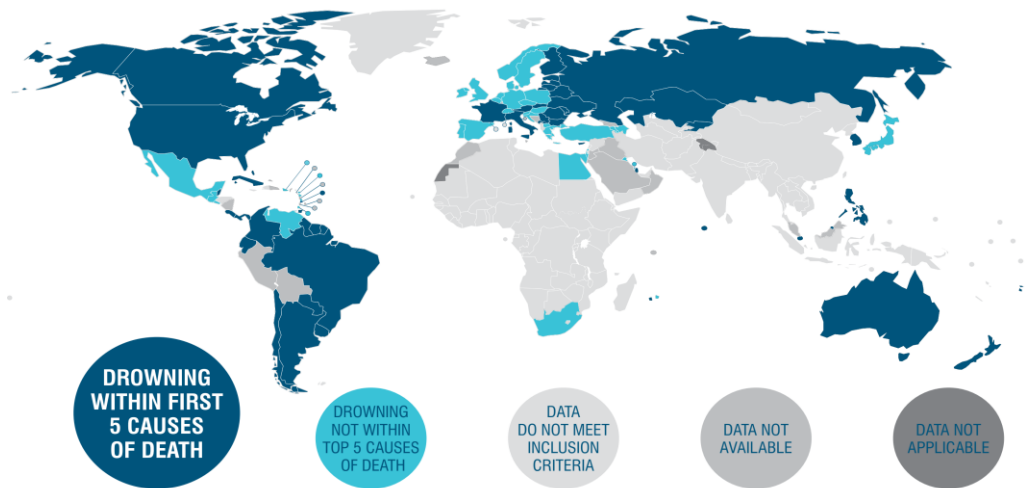 DROWNING
WITHIN FIRST
5 CAUSES
OF DEATH
DROWNING
NOT WITHIN
TOP 5 CAUSES
OF DEATH
DATA
DO NOT MEET
INCLUSION
CRITERIA
DATA NOT
AVAILABLE
DATA NOT
APPLICABLE